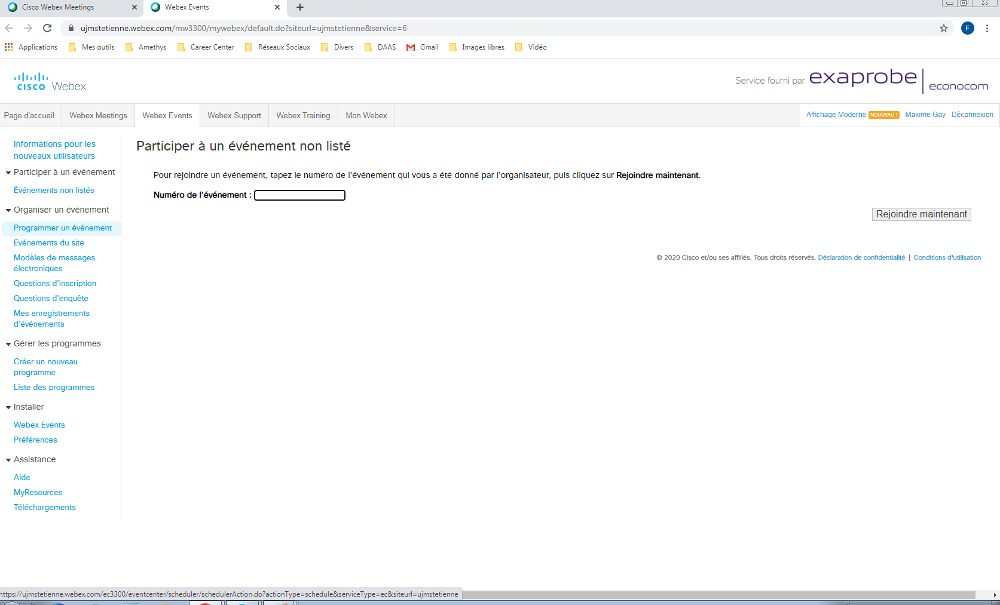 Cisco Webex Meetings
Webex Events
ujmstetienne.webex.com/mw3300/mywebex/default.do?siteurl=ujmstetienne&service=6
F
Applications Mes outils Amethys Career Center Réseaux Sociaux Divers DAAS Gmail Images libres Vidéo
cisco Webex
Service fourni par exaprobe | econocom
Page d'accueil Webex Meetings Webex Events Webex Support Webex Training Mon Webex
Affichage Moderne NOUVEAU ! Maxime Gay Déconnexion
Informations pour les
nouveaux utilisateurs
Participer à un événement
Événements non listés
Organiser un événement
Programmer un événement
Evénements du site
Modèles de messages
électroniques
Questions d'inscription
Questions d'enquête
Mes enregistrements
d'événements
Gérer les programmes
Créer un nouveau
programme
Liste des programmes
Installer
Webex Events
Préférences
Assistance
Aide
MyResources
Téléchargements
Participer à un événement non listé
Pour rejoindre un événement, tapez le numéro de l'événement qui vous a été donné par l'organisateur, puis cliquez sur Rejoindre maintenant.
Numéro de l'événement :
Rejoindre maintenant
© 2020 Cisco et/ou ses affiliés. Tous droits réservés. Déclaration de confidentialité | Conditions d'utilisation
https://ujmstetienne.webex.com/ec3300/eventcenter/scheduler/schedulerAction.do?actionType=schedule&serviceType=ec&siteurl=ujmstetienne